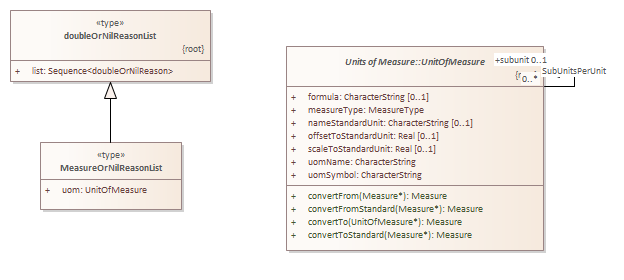 «type»
doubleOrNilReasonList
{root}
+ list: Sequence<doubleOrNilReason>
«type»
MeasureOrNilReasonList
+ uom: UnitOfMeasure
Units of Measure::UnitOfMeasure
+subunit 0..1
SubUnitsPerUnit
0..*
+ formula: CharacterString [0..1]
+ measureType: MeasureType
+ nameStandardUnit: CharacterString [0..1]
+ offsetToStandardUnit: Real [0..1]
+ scaleToStandardUnit: Real [0..1]
+ uomName: CharacterString
+ uomSymbol: CharacterString
+ convertFrom(Measure*): Measure
+ convertFromStandard(Measure*): Measure
+ convertTo(UnitOfMeasure*): Measure
+ convertToStandard(Measure*): Measure